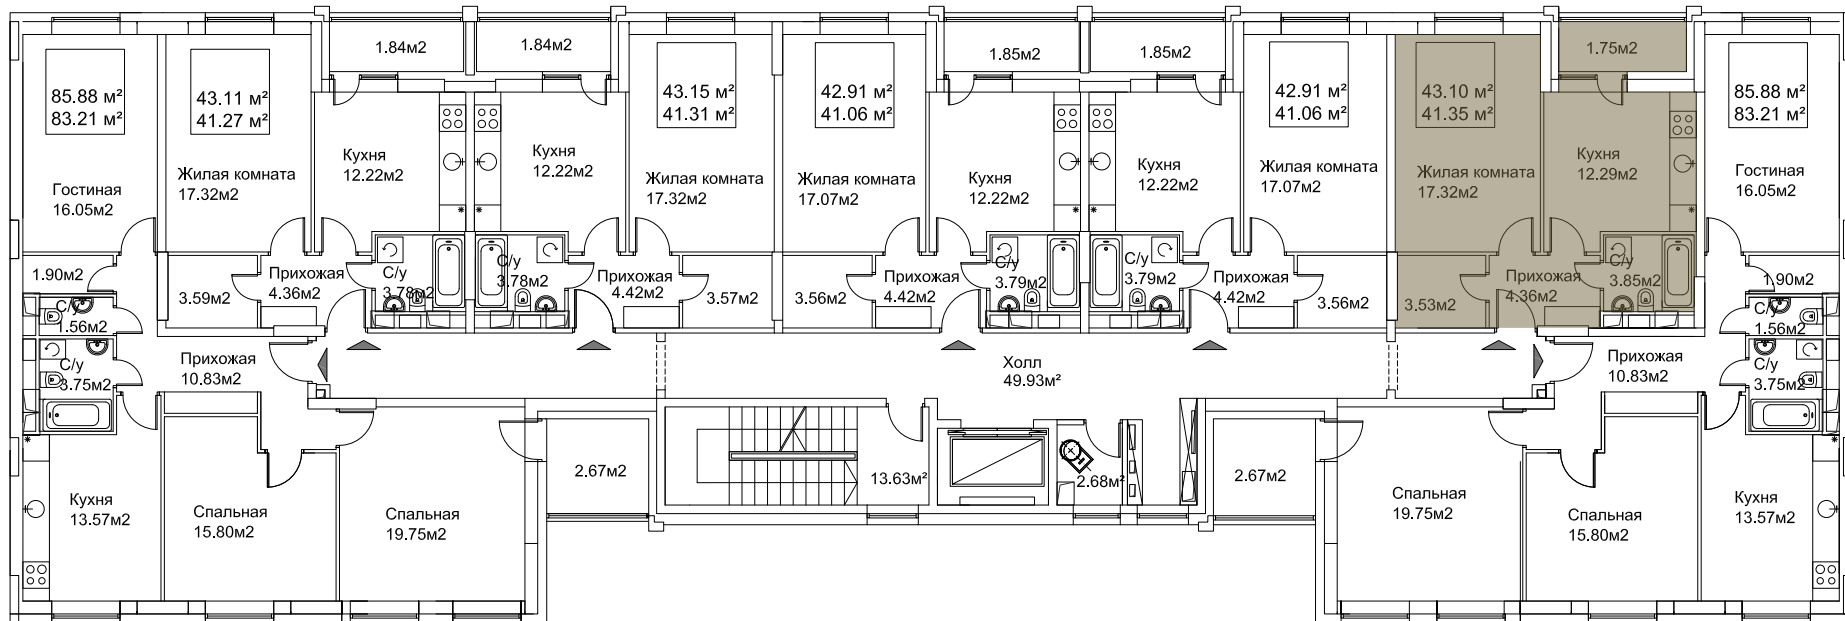 1.84м2
1.84м2
1.85м2
1.85м2
1.75м2
85.88 м²
83.21 м²
43.11 м²
41.27 м²
43.15 м²
41.31 м²
42.91 м²
41.06 м²
42.91 м²
41.06 м²
43.10 м²
41.35 м²
85.88 м²
83.21 м²
Гостиная
16.05м2
Жилая комната
17.32м2
Кухня
12.22м2
Кухня
12.22м2
Жилая комната
17.32м2
Жилая комната
17.07м2
Кухня
12.22м2
Кухня
12.22м2
Жилая комната
17.07м2
Жилая комната
17.32м2
Кухня
12.29м2
Гостиная
16.05м2
1.90м2
3.59м2
Прихожая
4.36м2
С/у
3.78м2
С/у
3.78м2
Прихожая
4.42м2
3.57м2
3.56м2
Прихожая
4.42м2
С/у
3.79м2
С/у
3.79м2
Прихожая
4.42м2
3.56м2
3.53м2
Прихожая
4.36м2
С/у
3.85м2
1.90м2
С/у
1.56м2
С/у
1.56м2
С/у
3.75м2
Прихожая
10.83м2
Холл
49.93м²
Прихожая
10.83м2
С/у
3.75м2
Кухня
13.57м2
Спальная
15.80м2
Спальная
19.75м2
2.67м2
13.63м²
2.68м²
2.67м2
Спальная
19.75м2
Спальная
15.80м2
Кухня
13.57м2